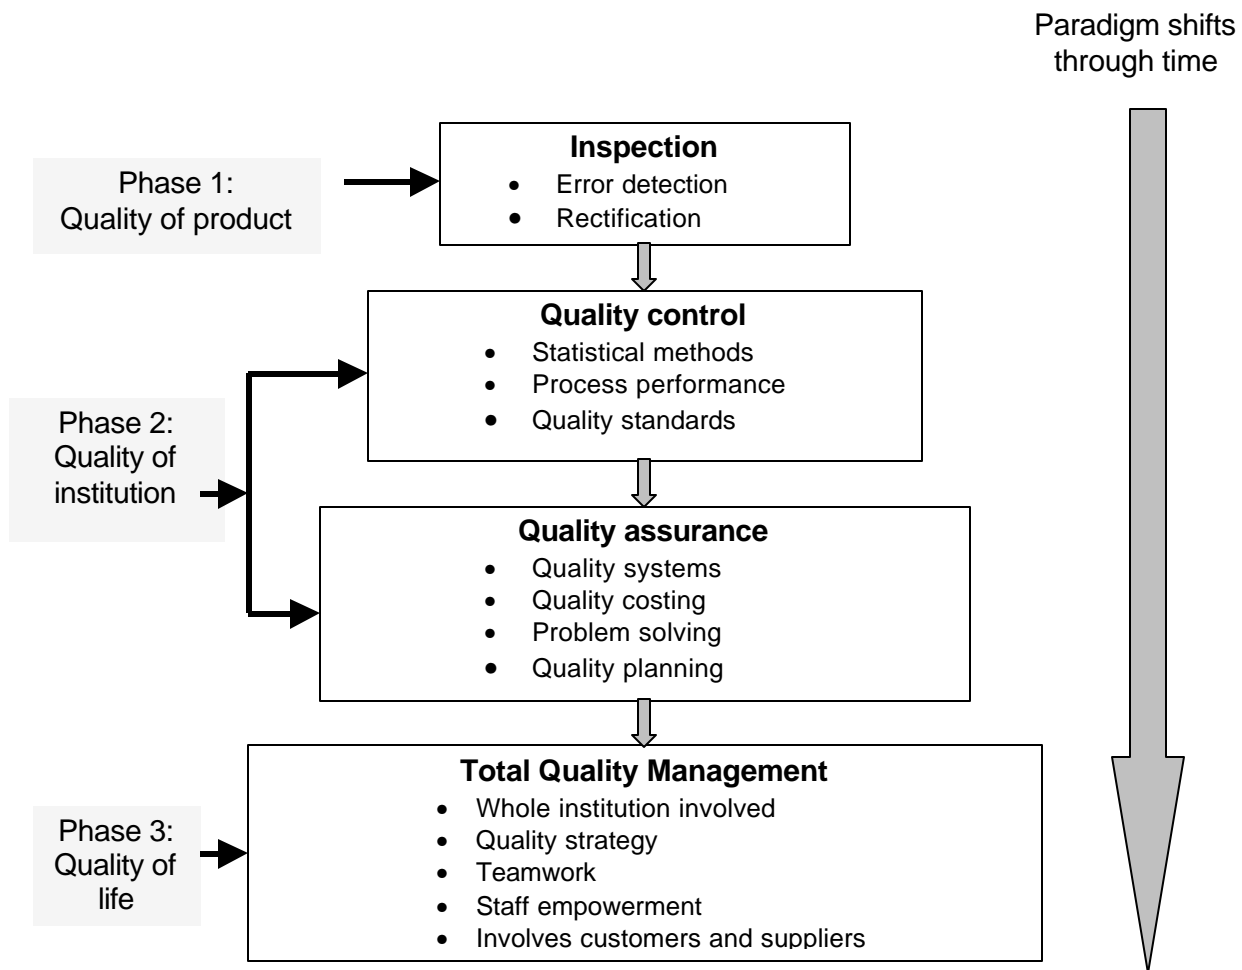 Paradigm shifts
through time
Inspection
• Error detection
• Rectification
Phase 1:
Quality of product
Quality control
• Statistical methods
• Process performance
• Quality standards
Phase 2:
Quality of
institution
Quality assurance
• Quality systems
• Quality costing
• Problem solving
• Quality planning
Total Quality Management
• Whole institution involved
• Quality strategy
• Teamwork
• Staff empowerment
• Involves customers and suppliers
Phase 3:
Quality of
life